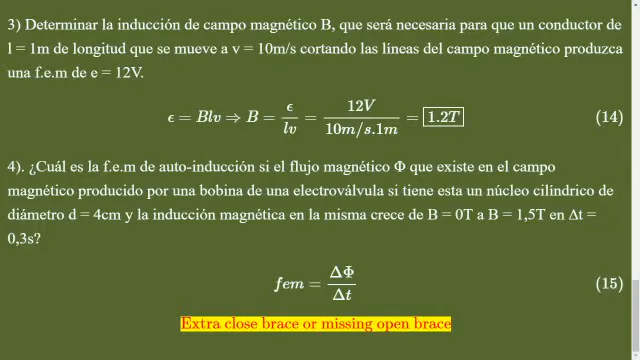 3) Determinar la inducción de campo magnético B, que será necesaria para que un conductor de
l = 1m de longitud que se mueve a v = 10m/s cortando las líneas del campo magnético produzca
una f.e.m de e = 12V.
ϵ = Blv ⇒ B = ϵ/lv = 12V/10m/s.1m = 1.2T (14)
4). ¿Cuál es la f.e.m de auto-inducción si el flujo magnético Φ que existe en el campo
magnético producido por una bobina de una electroválvula si tiene esta un núcleo cilíndrico de
diámetro d = 4cm y la inducción magnética en la misma crece de B = 0T a B = 1,5T en Δt =
0,3s?
fem = ΔΦ/Δt (15)
Extra close brace or missing open brace